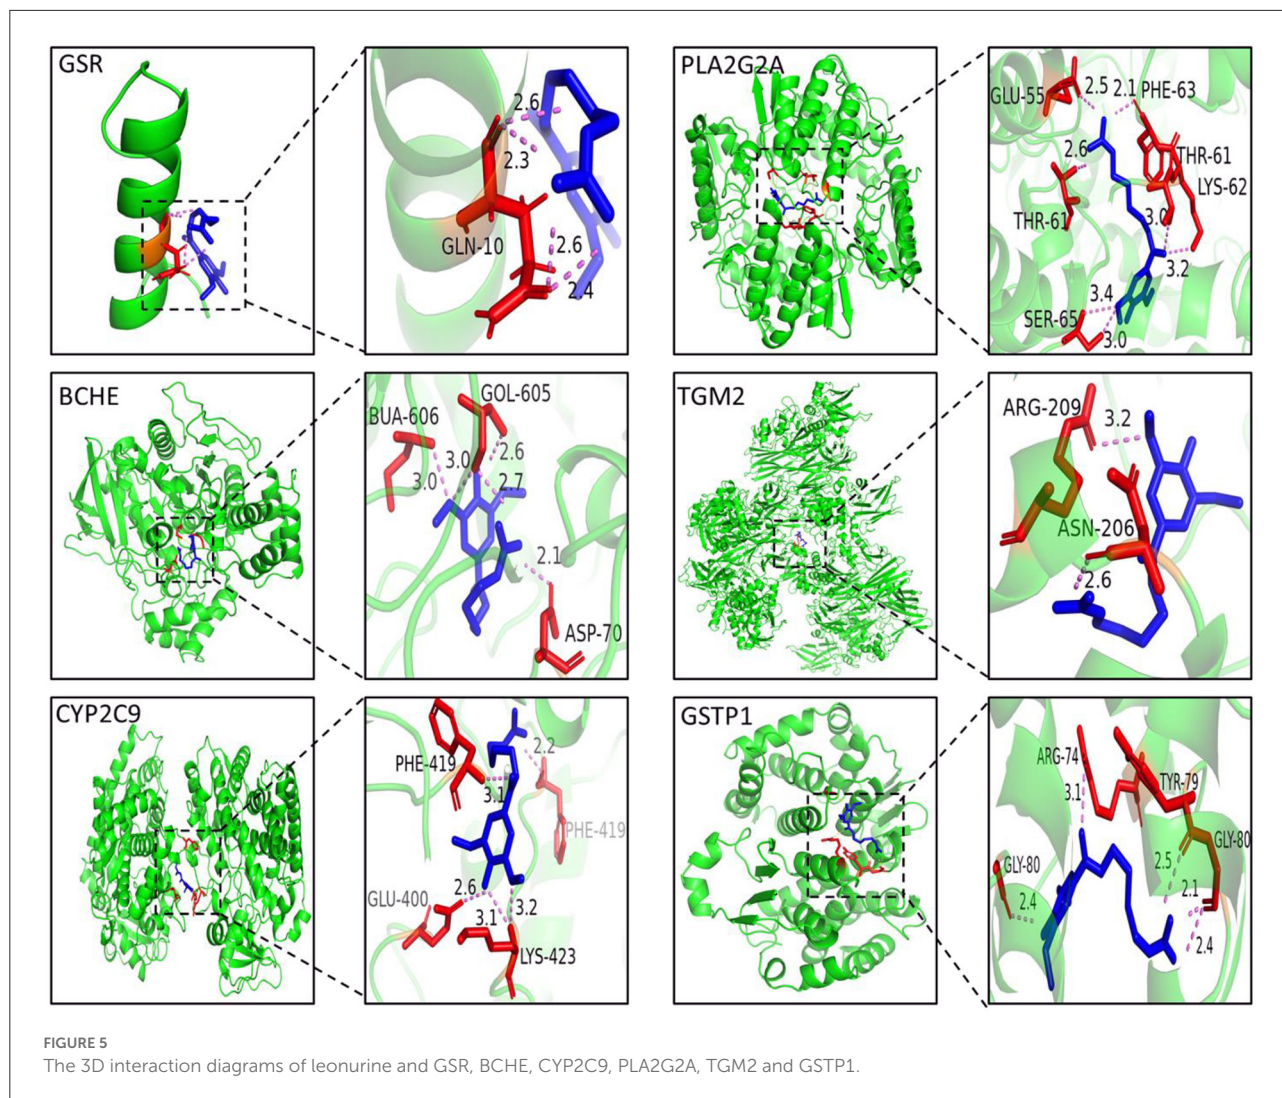 GSR
2.6
2.3
GLN-10
2.6
2.4
PLA2G2A
GLU-55
2.5
2.1
PHE-63
2.6
THR-61
LYS-62
THR-61
3.0
3.2
3.4
SER-65
3.0
BCHE
GOL-605
BUA-606
2.6
3.0
3.0
2.7
2.1
ASP-70
TGM2
ARG-209
3.2
ASN-206
2.6
CYP2C9
2.2
PHE-419
3.1
PHE-419
2.6
GLU-400
3.2
3.1
LYS-423
GSTP1
ARG-74
TYR-79
3.1
GLY-80
GLY-80
2.5
2.1
2.4
2.4
FIGURE 5
The 3D interaction diagrams of leonurine and GSR, BCHE, CYP2C9, PLA2G2A, TGM2 and GSTP1.